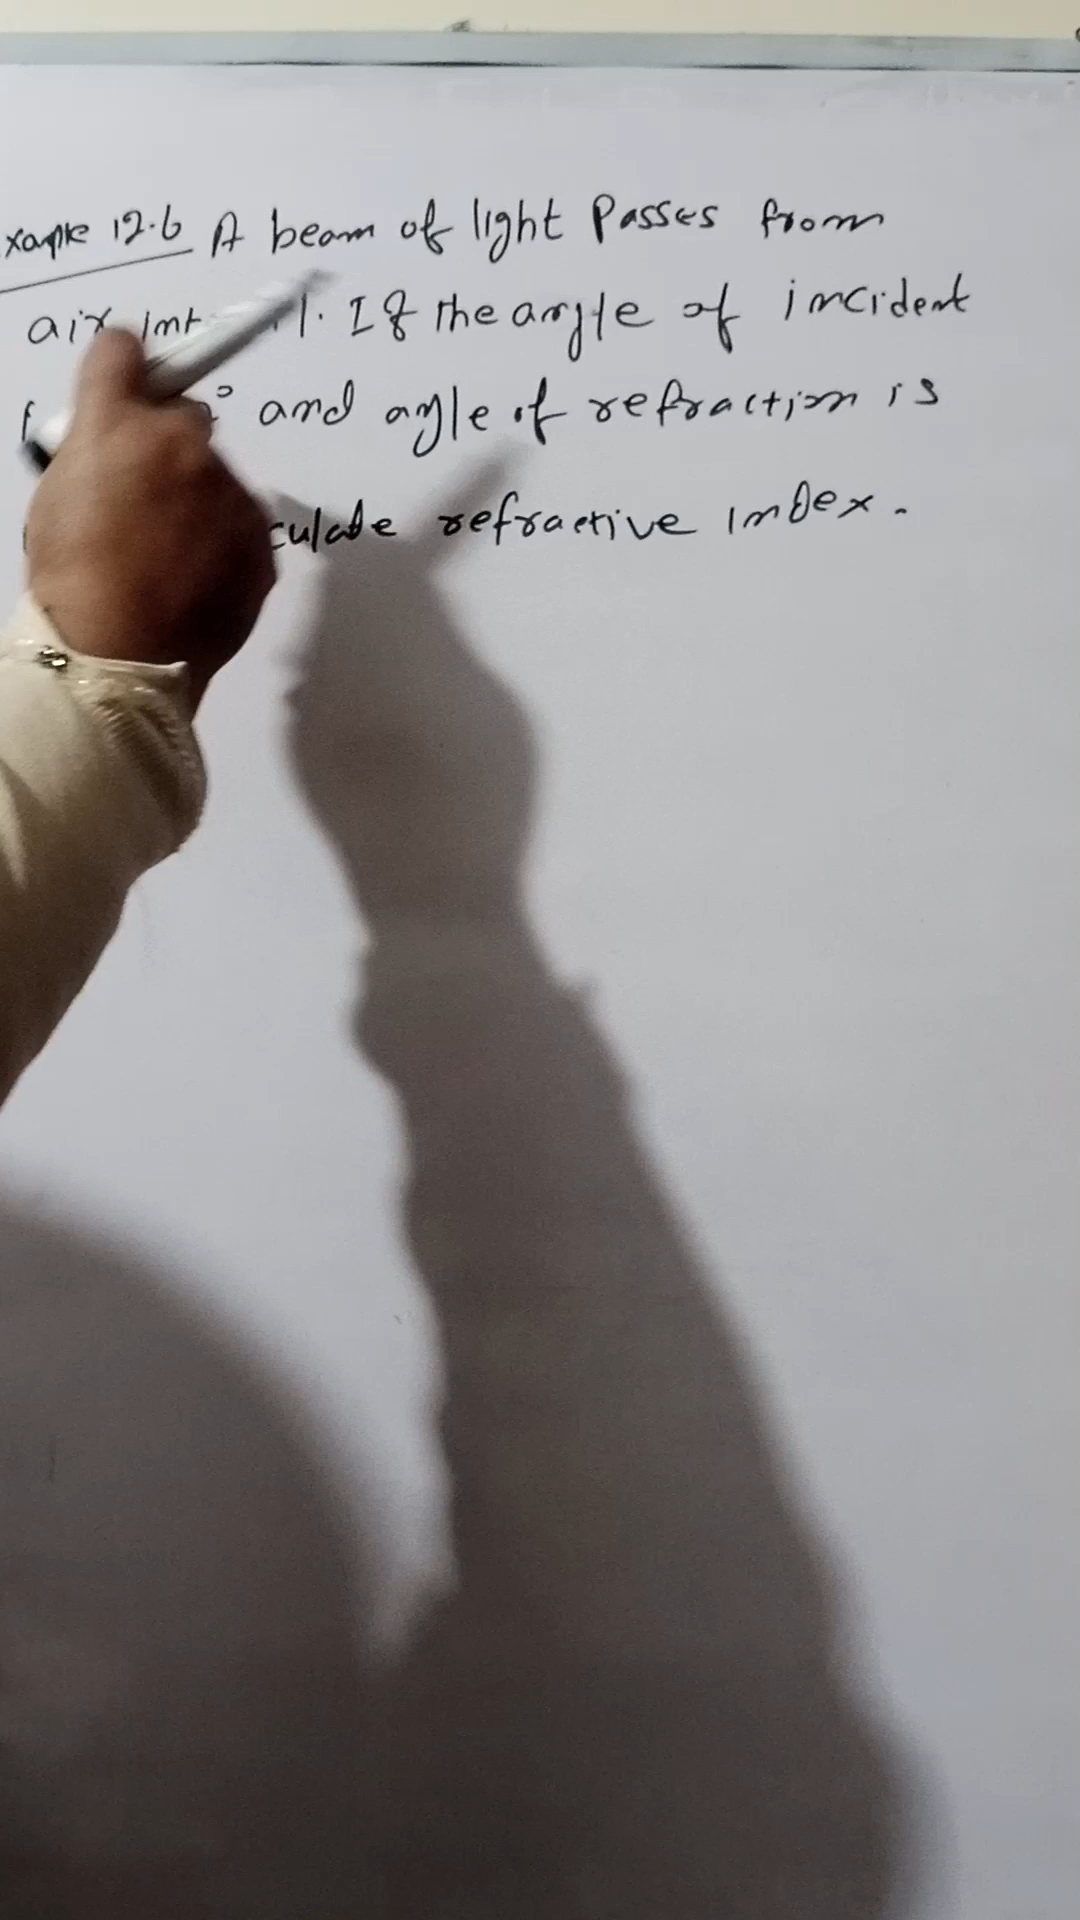 xample 12.6 A beam of light Passes from
air int l. If the angle of incident
° and angle of refraction is
culate refractive index.